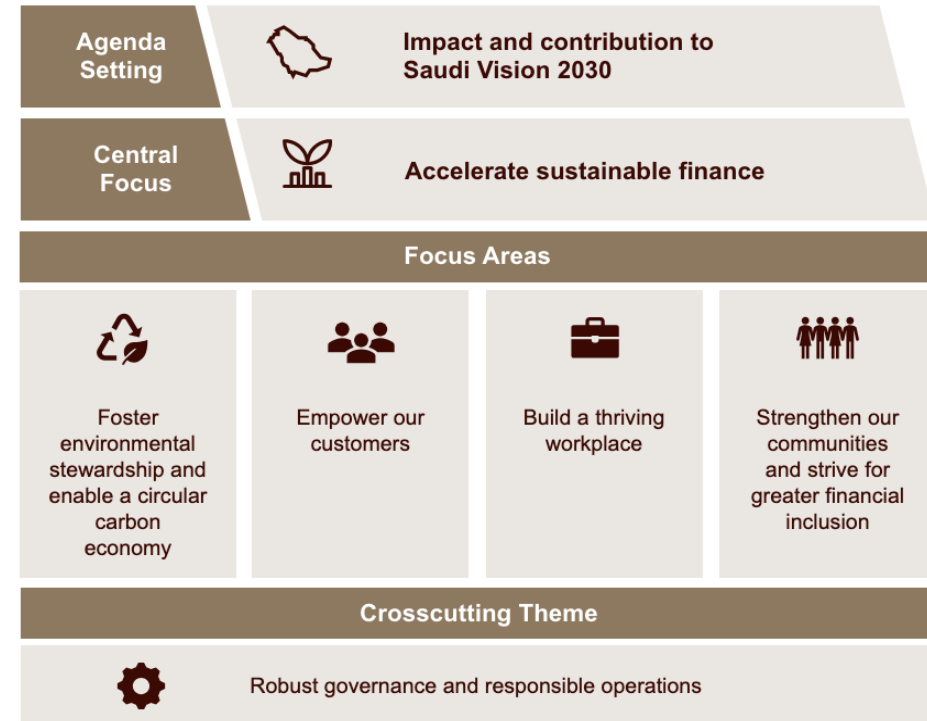 Agenda
Setting
Impact and contribution to
Saudi Vision 2030
Central
Focus
Accelerate sustainable finance
Focus Areas
Foster
environmental
stewardship and
enable a circular
carbon
economy
Empower our
customers
Build a thriving
workplace
Strengthen our
communities
and strive for
greater financial
inclusion
Crosscutting Theme
Robust governance and responsible operations